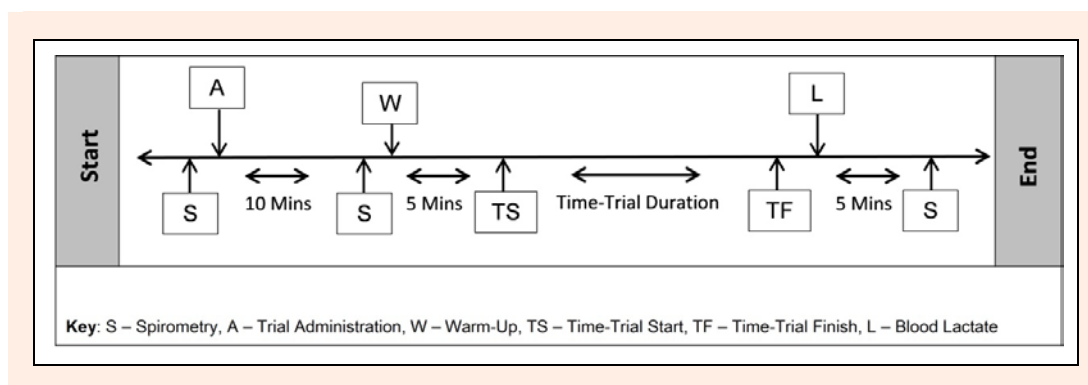 Start
A
W
L
S
10 Mins
S
5 Mins
TS
Time-Trial Duration
TF
5 Mins
S
End
Key: S – Spirometry, A – Trial Administration, W – Warm-Up, TS – Time-Trial Start, TF – Time-Trial Finish, L – Blood Lactate